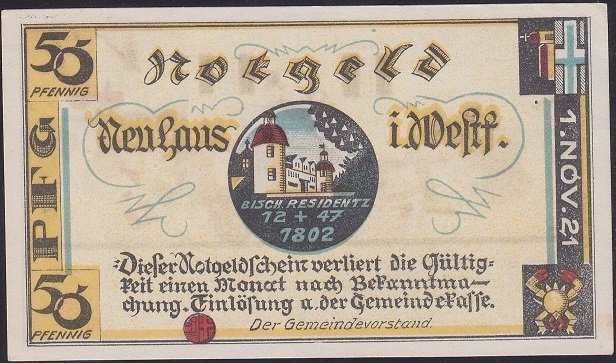 50
PFENNIG
Notgeld
Neuhaus i. Westf.
PFG
1. NOV. 21
BISCH. RESIDENTZ
12 + 47
1802
Dieser Notgeldschein verliert die Gültig-
keit einen Monat nach Bekanntma-
chung. Einlösung a. der Gemeindekasse.
Der Gemeindevorstand.
50
PFENNIG